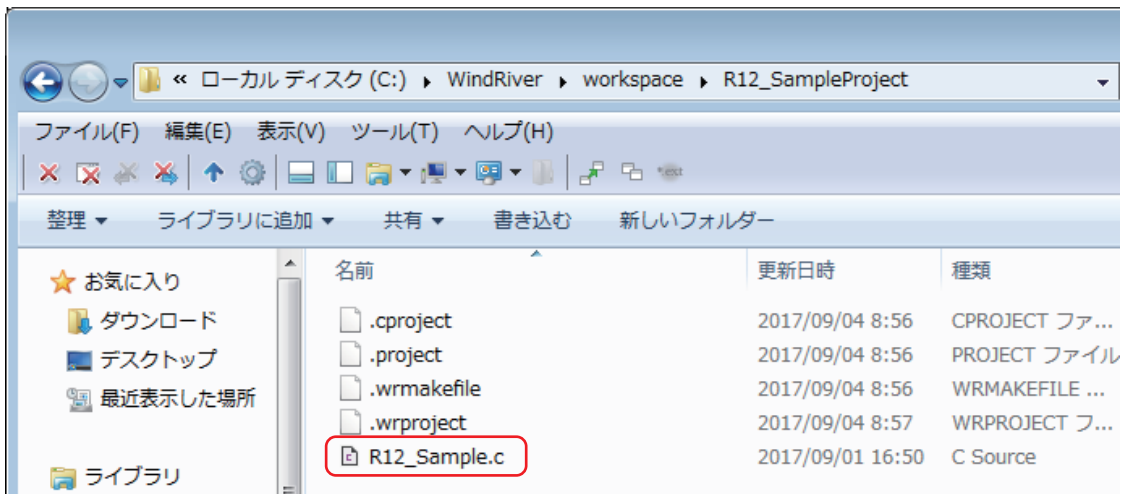 « ローカル ディスク (C:) ▸ WindRiver ▸ workspace ▸ R12_SampleProject
ファイル(F) 編集(E) 表示(V) ツール(T) ヘルプ(H)
整理 ▼ ライブラリに追加 ▼ 共有 ▼ 書き込む 新しいフォルダー
お気に入り
ダウンロード
デスクトップ
最近表示した場所
ライブラリ
名前 更新日時 種類
.cproject 2017/09/04 8:56 CPROJECT ファ...
.project 2017/09/04 8:56 PROJECT ファイル
.wrmakefile 2017/09/04 8:56 WRMAKEFILE ...
.wrproject 2017/09/04 8:57 WRPROJECT フ...
R12_Sample.c 2017/09/01 16:50 C Source